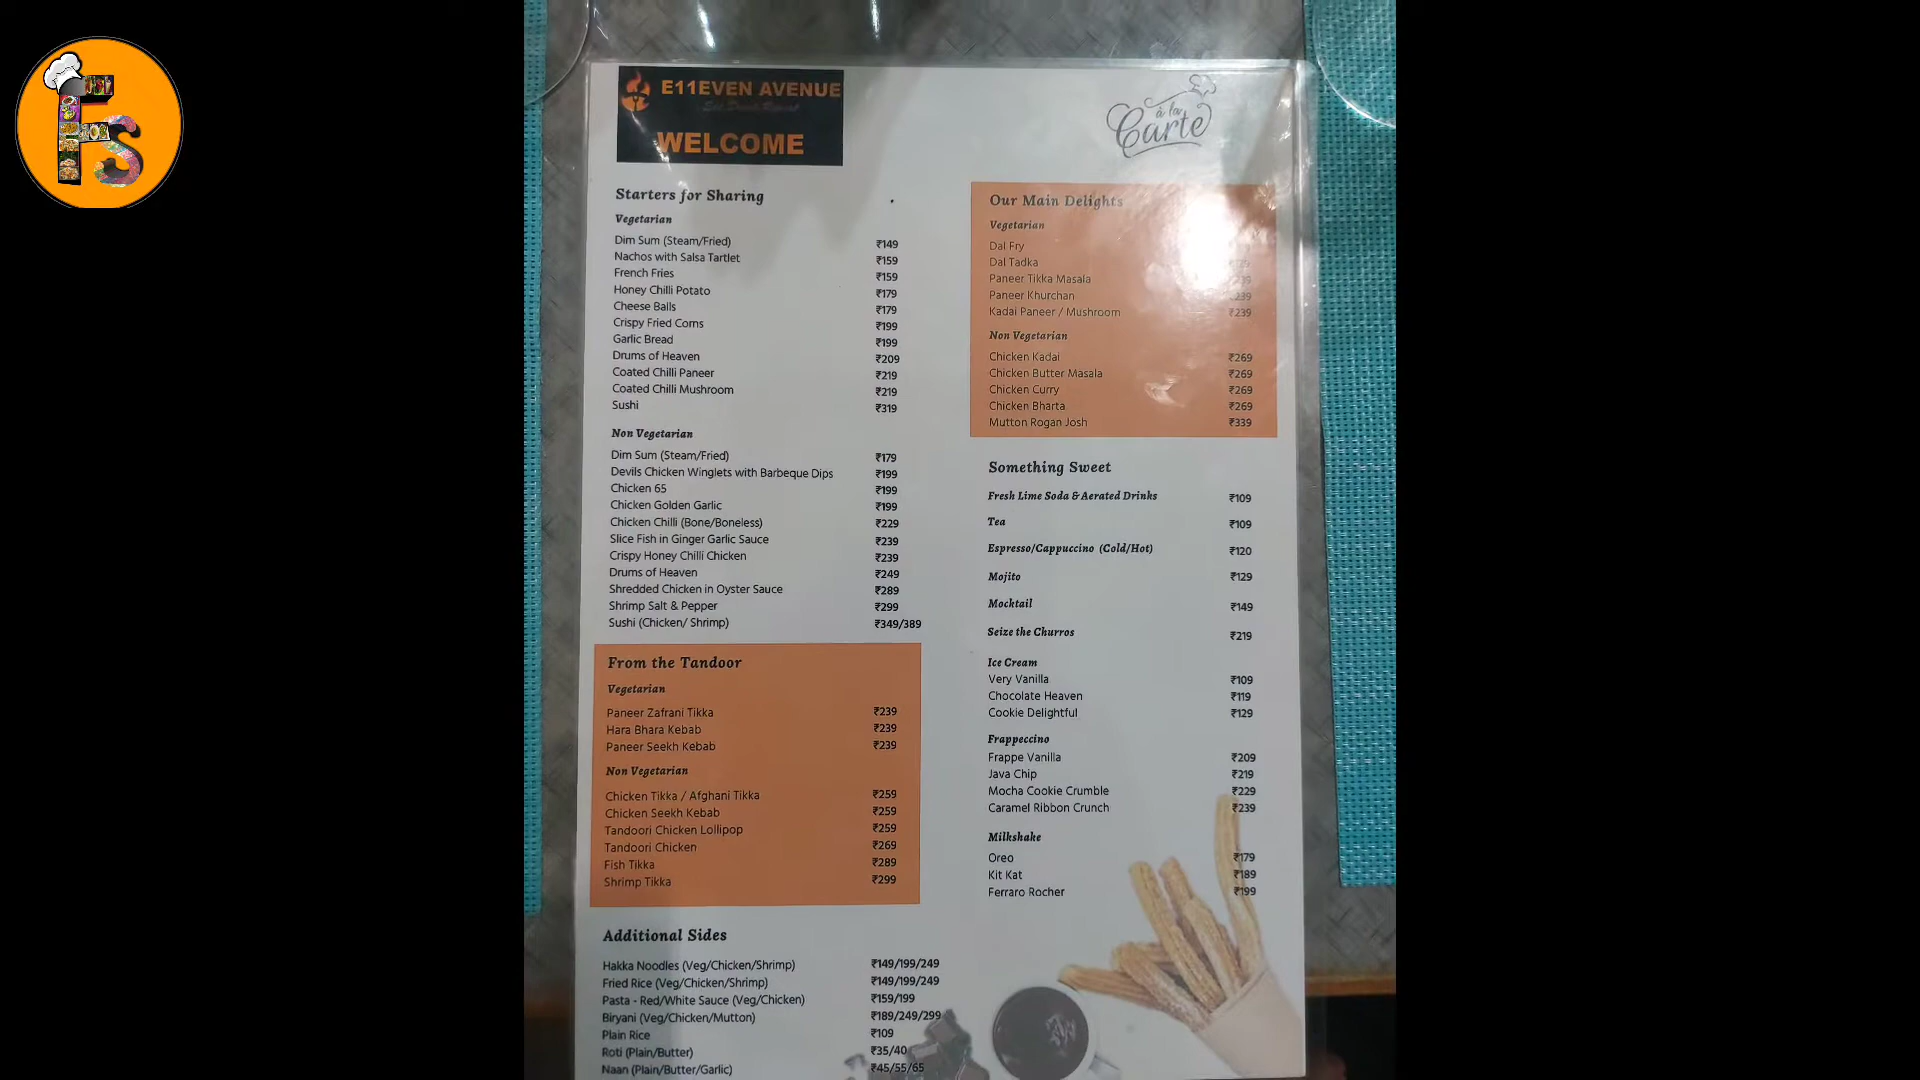 E11EVEN AVENUE
WELCOME
à la
Carte
Starters for Sharing
Vegetarian
Dim Sum (Steam/Fried) ₹149
Nachos with Salsa Tartlet ₹159
French Fries ₹159
Honey Chilli Potato ₹179
Cheese Balls ₹179
Crispy Fried Corns ₹199
Garlic Bread ₹199
Drums of Heaven ₹209
Coated Chilli Paneer ₹219
Coated Chilli Mushroom ₹219
Sushi ₹319
Non Vegetarian
Dim Sum (Steam/Fried) ₹179
Devils Chicken Winglets with Barbeque Dips ₹199
Chicken 65 ₹199
Chicken Golden Garlic ₹199
Chicken Chilli (Bone/Boneless) ₹229
Slice Fish in Ginger Garlic Sauce ₹239
Crispy Honey Chilli Chicken ₹239
Drums of Heaven ₹249
Shredded Chicken in Oyster Sauce ₹289
Shrimp Salt & Pepper ₹299
Sushi (Chicken/ Shrimp) ₹349/389
From the Tandoor
Vegetarian
Paneer Zafrani Tikka ₹239
Hara Bhara Kebab ₹239
Paneer Seekh Kebab ₹239
Non Vegetarian
Chicken Tikka / Afghani Tikka ₹259
Chicken Seekh Kebab ₹259
Tandoori Chicken Lollipop ₹259
Tandoori Chicken ₹269
Fish Tikka ₹289
Shrimp Tikka ₹299
Additional Sides
Hakka Noodles (Veg/Chicken/Shrimp) ₹149/199/249
Fried Rice (Veg/Chicken/Shrimp) ₹149/199/249
Pasta - Red/White Sauce (Veg/Chicken) ₹159/199
Biryani (Veg/Chicken/Mutton) ₹189/249/299
Plain Rice ₹109
Roti (Plain/Butter) ₹35/40
Naan (Plain/Butter/Garlic) ₹45/55/65
Our Main Delights
Vegetarian
Dal Fry
Dal Tadka
Paneer Tikka Masala ₹239
Paneer Khurchan ₹239
Kadai Paneer / Mushroom ₹239
Non Vegetarian
Chicken Kadai ₹269
Chicken Butter Masala ₹269
Chicken Curry ₹269
Chicken Bharta ₹269
Mutton Rogan Josh ₹339
Something Sweet
Fresh Lime Soda & Aerated Drinks ₹109
Tea ₹109
Espresso/Cappuccino (Cold/Hot) ₹120
Mojito ₹129
Mocktail ₹149
Seize the Churros ₹219
Ice Cream
Very Vanilla ₹109
Chocolate Heaven ₹119
Cookie Delightful ₹129
Frappeccino
Frappe Vanilla ₹209
Java Chip ₹219
Mocha Cookie Crumble ₹229
Caramel Ribbon Crunch ₹239
Milkshake
Oreo ₹179
Kit Kat ₹189
Ferraro Rocher ₹199
Fs